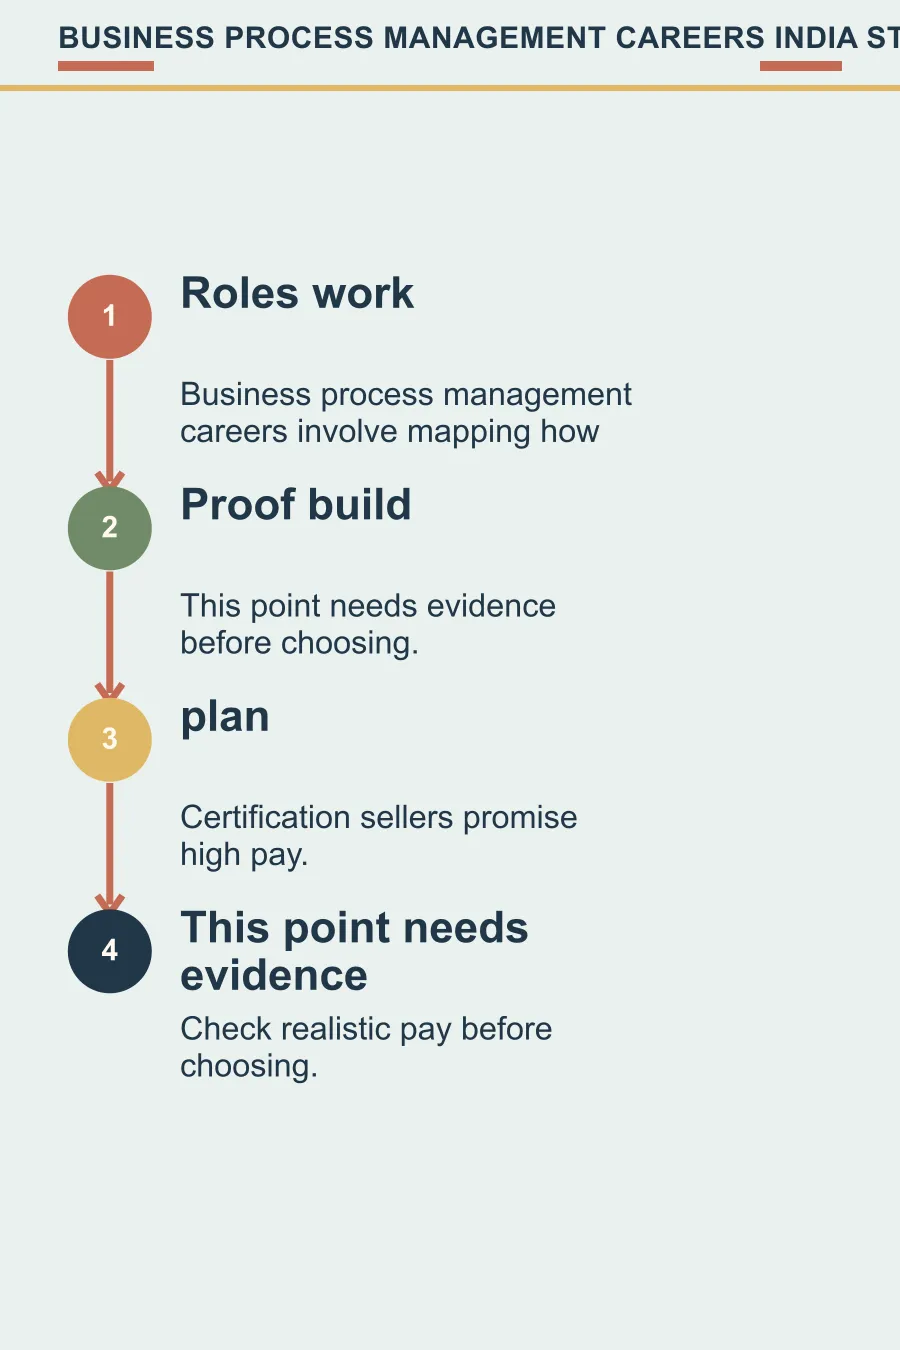 BUSINESS PROCESS MANAGEMENT CAREERS INDIA ST
1
Roles work
Business process management
careers involve mapping how
2
Proof build
This point needs evidence
before choosing.
3
plan
Certification sellers promise
high pay.
4
This point needs
evidence
Check realistic pay before
choosing.